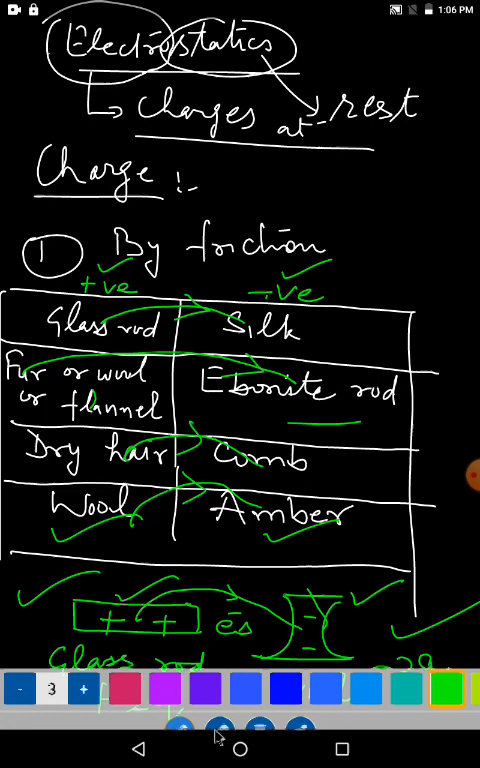 1:06 PM
Electrostatics
Charges at rest
Charge :-
1 By friction
+ve -ve
Glass rod Silk
Fur or wool or flannel Ebonite rod
Dry hair Comb
Wool Amber
+ + es - -
Glass rod
- 3 +